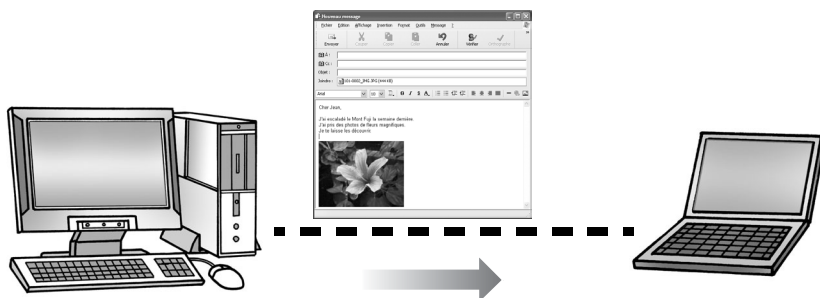 Nouveau message
Fichier Edition Affichage Insertion Format Outils Message ?
Envoyer Couper Copier Coller Annuler Vérifier Orthographe
À :
Cc :
Objet :
Joindre :
Arial 10 G I S A
Cher Jean,
J'ai escaladé le Mont Fuji la semaine dernière.
J'ai pris des photos de fleurs magnifiques.
Je te laisse les découvrir.